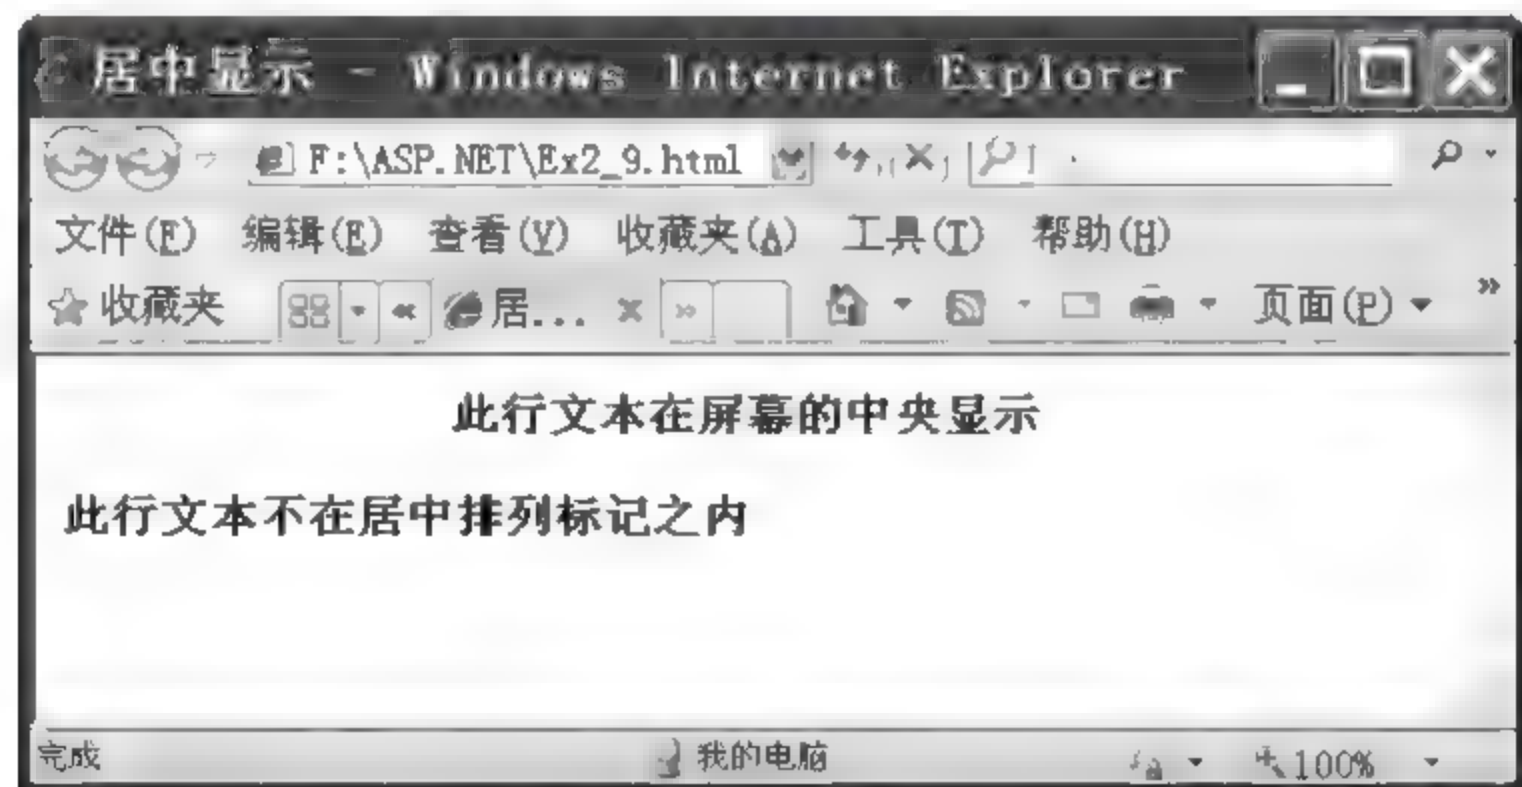 居中显示 - Windows Internet Explorer
F:\ASP.NET\Ex2_9.html
文件(F) 编辑(E) 查看(V) 收藏夹(A) 工具(T) 帮助(H)
收藏夹 居... 页面(P)
此行文本在屏幕的中央显示
此行文本不在居中排列标记之内
完成 我的电脑 100%